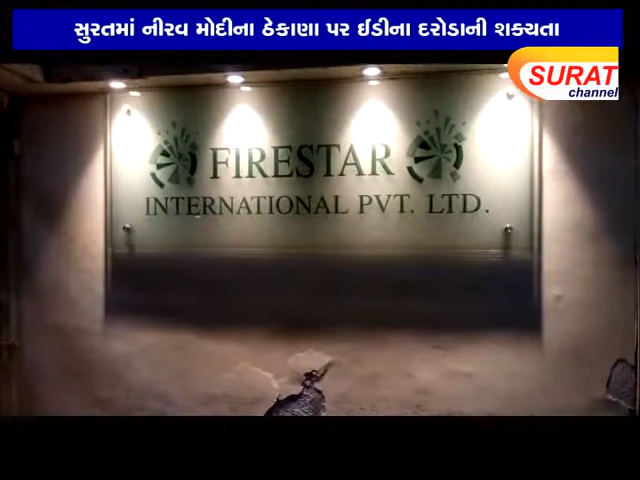 સુરતમાં નીરવ મોદીના ઠેકાણા પર ઈડીના દરોડાની શક્યતા
SURAT
channel
FIRESTAR
INTERNATIONAL PVT. LTD.